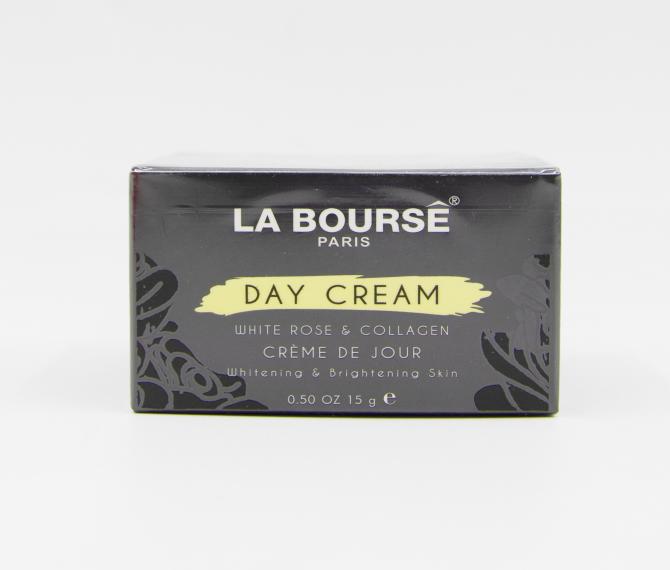 LA BOURSÊ®
PARIS
DAY CREAM
WHITE ROSE & COLLAGEN
CRÈME DE JOUR
Whitening & Brightening Skin
0.50 OZ 15 g ℮